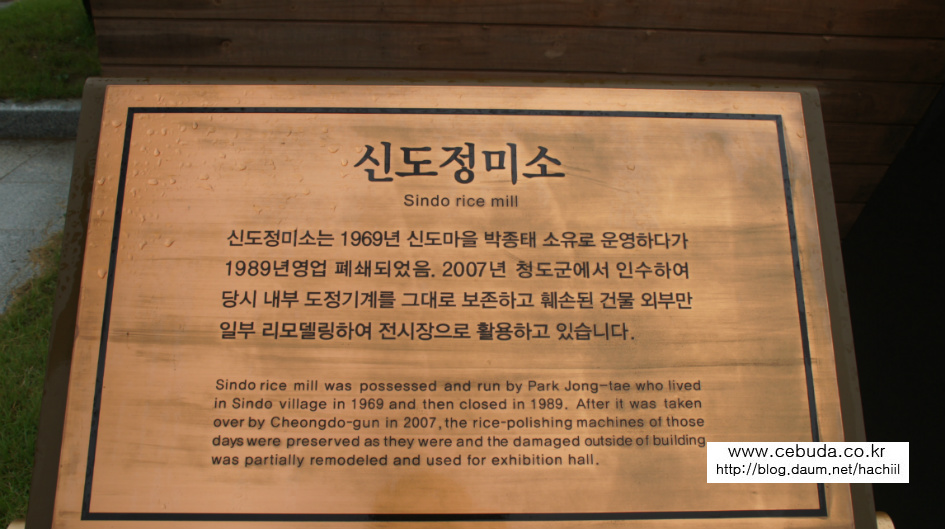 신도정미소
Sindo rice mill
신도정미소는 1969년 신도마을 박종태 소유로 운영하다가
1989년영업 폐쇄되었음. 2007년 청도군에서 인수하여
당시 내부 도정기계를 그대로 보존하고 훼손된 건물 외부만
일부 리모델링하여 전시장으로 활용하고 있습니다.
Sindo rice mill was possessed and run by Park Jong-tae who lived
in Sindo village in 1969 and then closed in 1989. After it was taken
over by Cheongdo-gun in 2007, the rice-polishing machines of those
days were preserved as they were and the damaged outside of building
was partially remodeled and used for exhibition hall.
www.cebuda.co.kr
http://blog.daum.net/hachiil